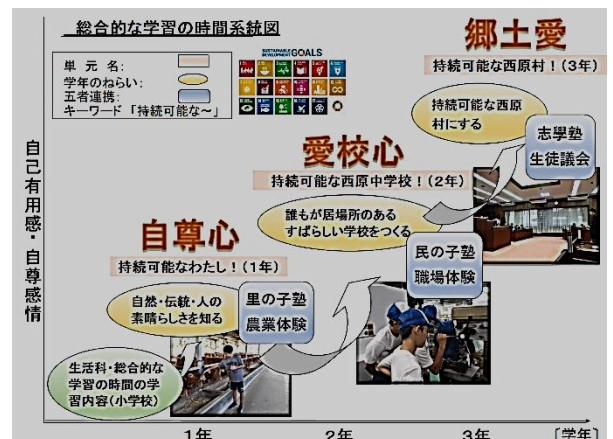 総合的な学習の時間系統図
単元名:
学年のねらい:
五者連携:
キーワード「持続可能な~」
SUSTAINABLE
DEVELOPMENT GOALS
郷土愛
持続可能な西原村!(3年)
持続可能な西原
村にする
志學塾
生徒議会
愛校心
持続可能な西原中学校!(2年)
誰もが居場所のある
すばらしい学校をつくる
民の子塾
職場体験
自尊心
持続可能なわたし!(1年)
自然・伝統・人の
素晴らしさを知る
里の子塾
農業体験
生活科・総合的な
学習の時間の学
習内容(小学校)
自己有用感・自尊感情
1年
2年
3年
〔学年〕